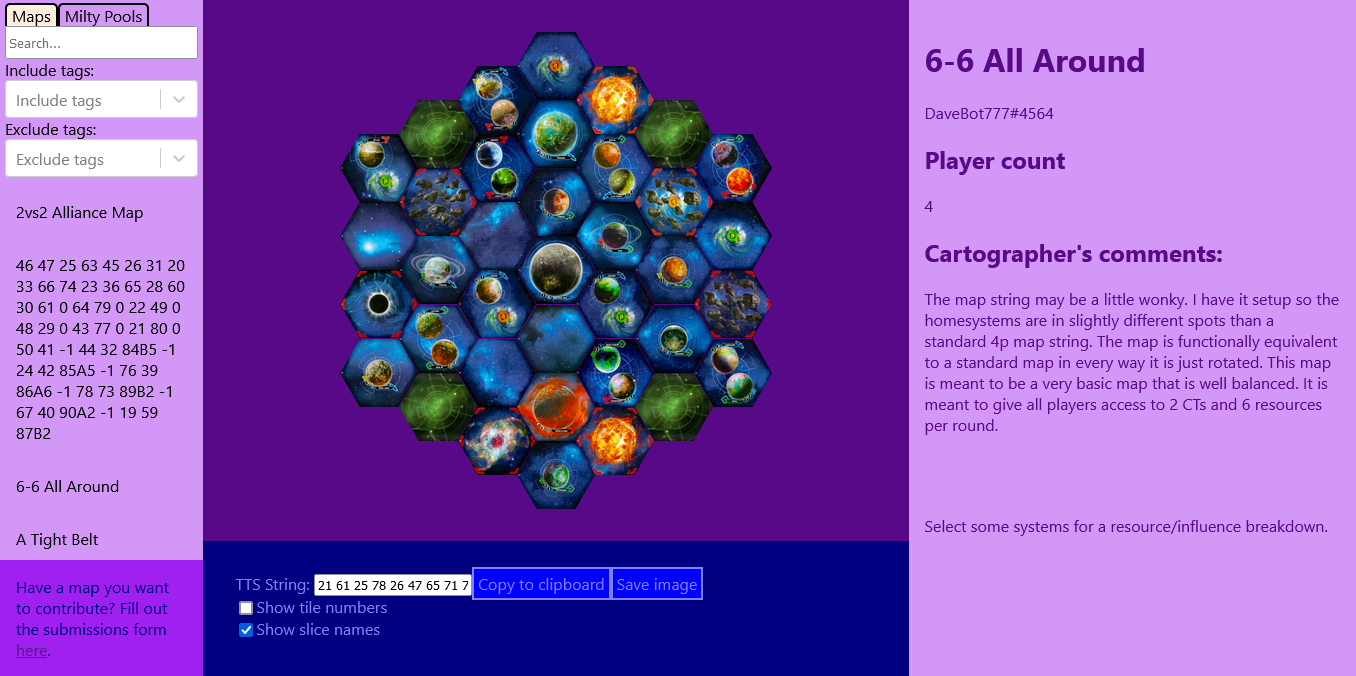 Maps Milty Pools
Search...
Include tags:
Include tags
Exclude tags:
Exclude tags
2vs2 Alliance Map
46 47 25 63 45 26 31 20
33 66 74 23 36 65 28 60
30 61 0 64 79 0 22 49 0
48 29 0 43 77 0 21 80 0
50 41 -1 44 32 84B5 -1
24 42 85A5 -1 76 39
86A6 -1 78 73 89B2 -1
67 40 90A2 -1 19 59
87B2
6-6 All Around
A Tight Belt
Have a map you want
to contribute? Fill out
the submissions form
here.
TTS String: 21 61 25 78 26 47 65 71 7 Copy to clipboard Save image
Show tile numbers
Show slice names
6-6 All Around
DaveBot777#4564
Player count
4
Cartographer's comments:
The map string may be a little wonky. I have it setup so the
homesystems are in slightly different spots than a
standard 4p map string. The map is functionally equivalent
to a standard map in every way it is just rotated. This map
is meant to be a very basic map that is well balanced. It is
meant to give all players access to 2 CTs and 6 resources
per round.
Select some systems for a resource/influence breakdown.